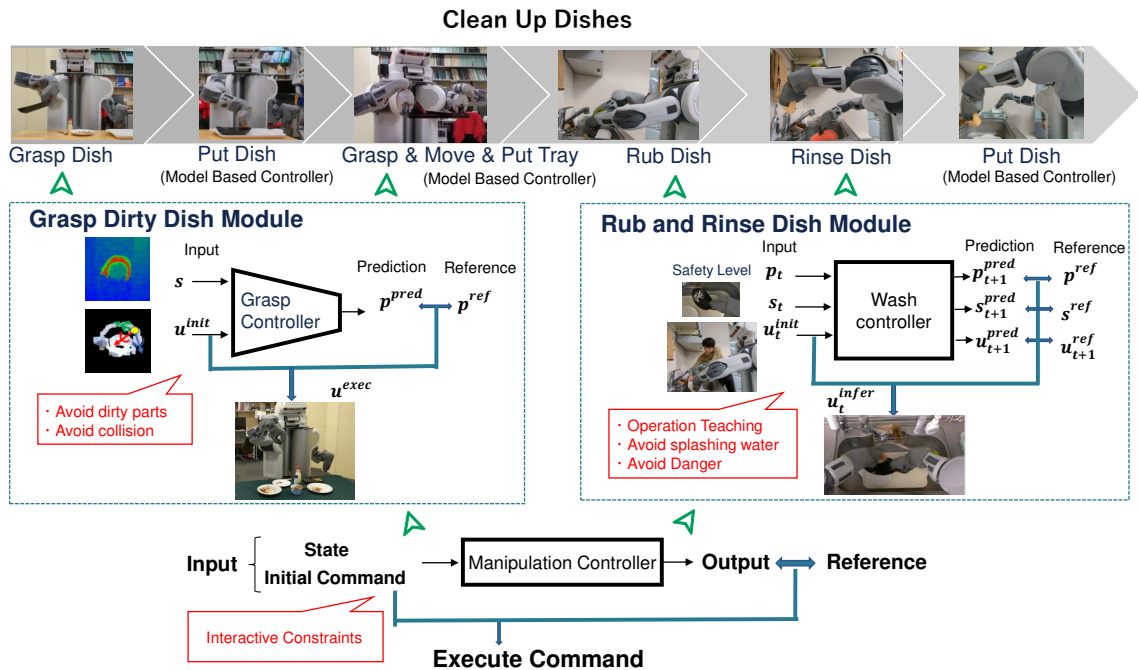 Clean Up Dishes
Grasp Dish
Put Dish
(Model Based Controller)
Grasp & Move & Put Tray
(Model Based Controller)
Rub Dish
Rinse Dish
Put Dish
(Model Based Controller)
Grasp Dirty Dish Module
Input
s
u^init
Grasp
Controller
Prediction
p^pred
Reference
p^ref
u^exec
・Avoid dirty parts
・Avoid collision
Rub and Rinse Dish Module
Safety Level
Input
p_t
s_t
u_t^init
Wash
controller
Prediction
p_{t+1}^pred
s_{t+1}^pred
u_{t+1}^pred
Reference
p^ref
s^ref
u_{t+1}^ref
u_t^infer
・Operation Teaching
・Avoid splashing water
・Avoid Danger
Input
State
Initial Command
Manipulation Controller
Output
Reference
Interactive Constraints
Execute Command